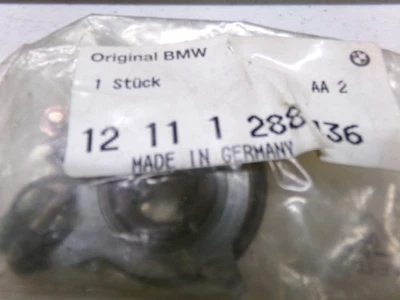 Original BMW
1 Stück
AA 2
12 11 1 288 136
MADE IN GERMANY